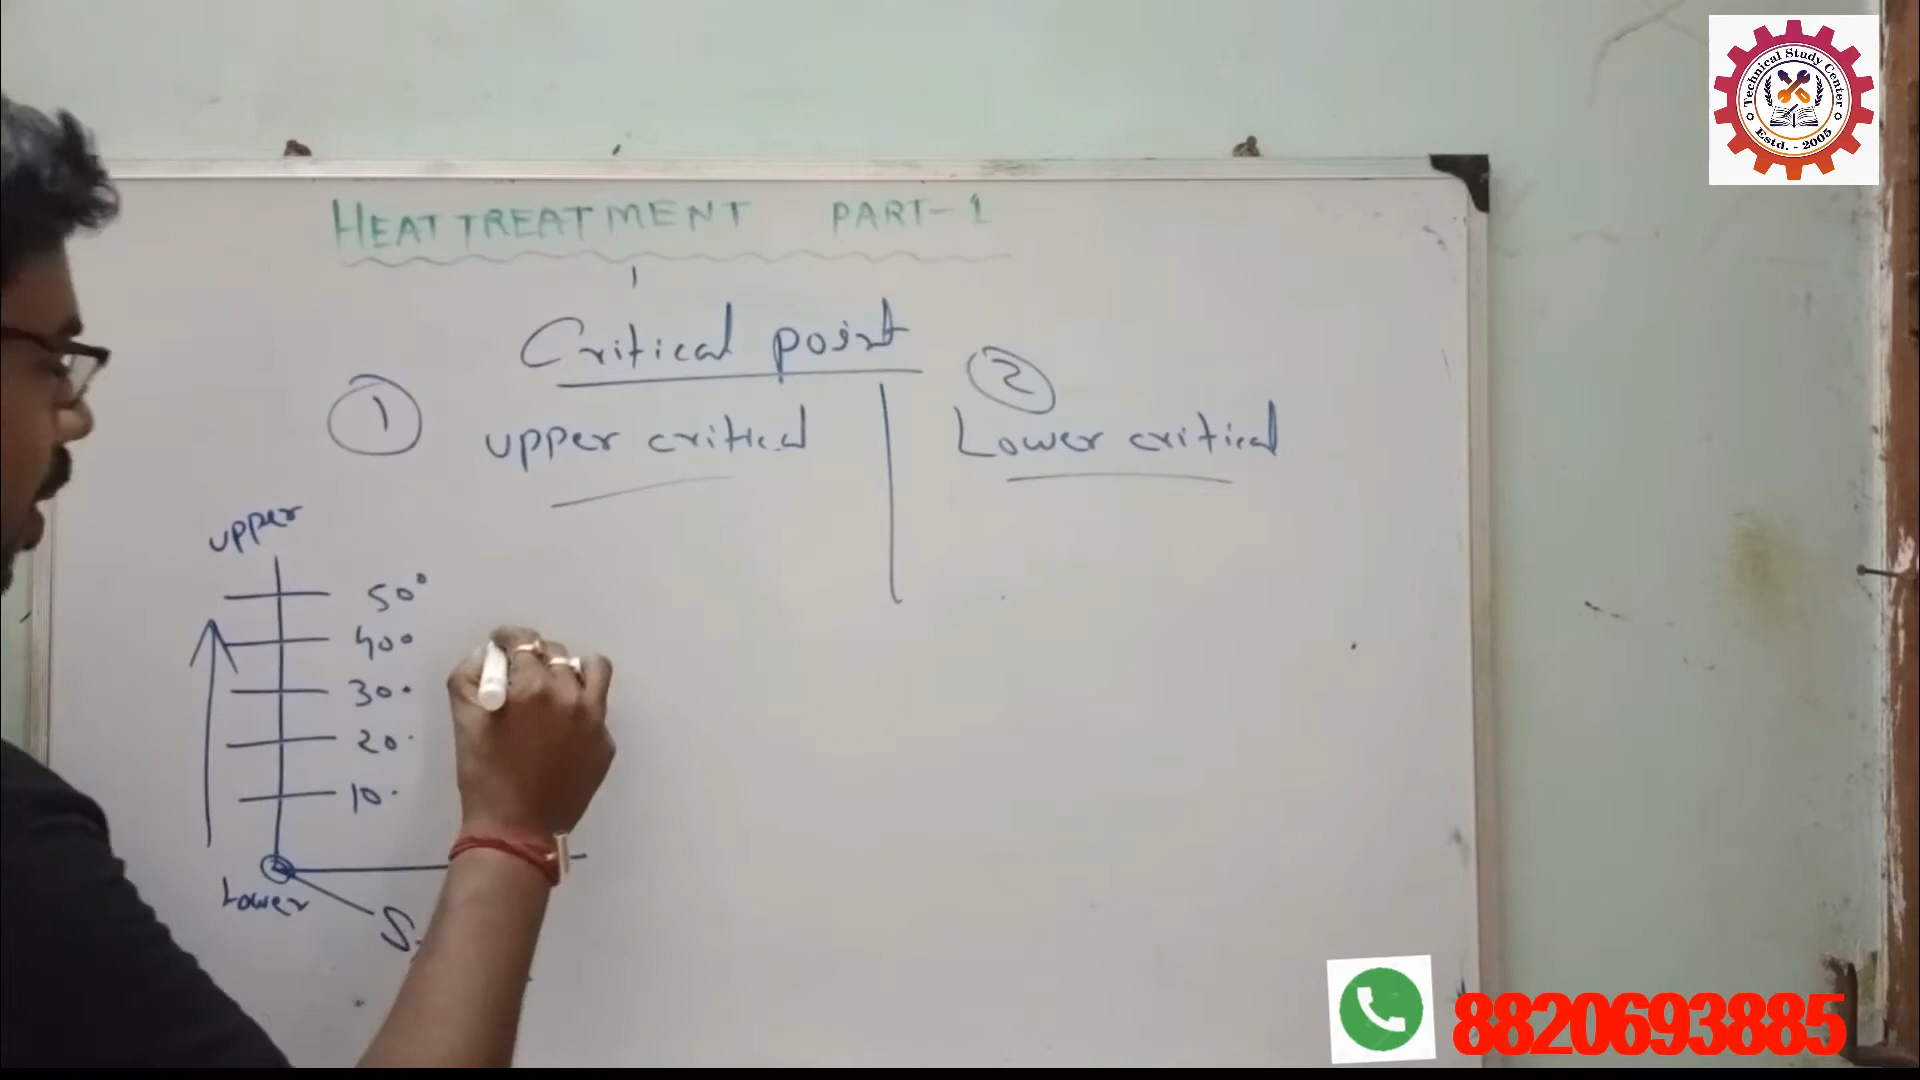 Technical Study Center
Estd. - 2005
HEAT TREATMENT PART-1
Critical point
1 2
upper critical Lower critical
upper
50°
40°
30°
20°
10°
Lower
8820693885